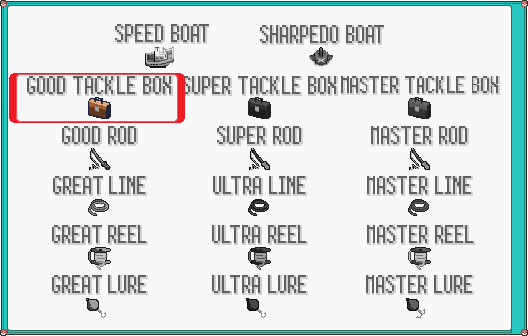 SPEED BOAT SHARPEDO BOAT
GOOD TACKLE BOX SUPER TACKLE BOX MASTER TACKLE BOX
GOOD ROD SUPER ROD MASTER ROD
GREAT LINE ULTRA LINE MASTER LINE
GREAT REEL ULTRA REEL MASTER REEL
GREAT LURE ULTRA LURE MASTER LURE